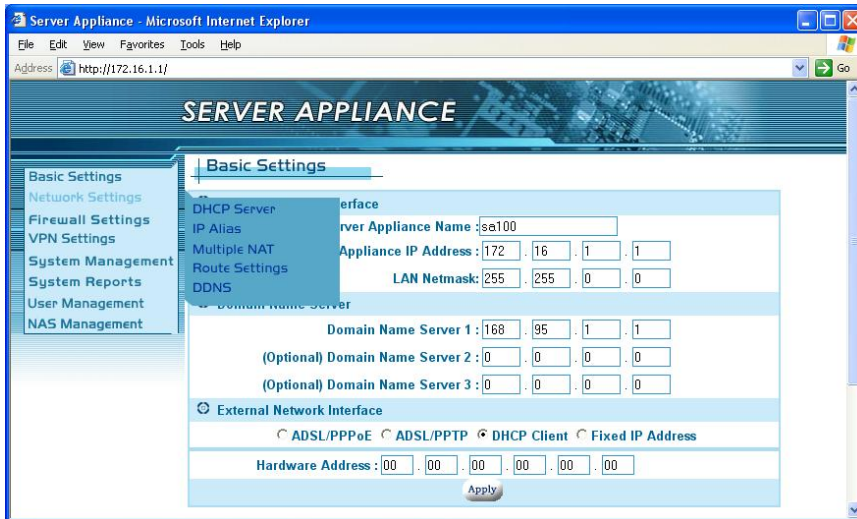 Server Appliance - Microsoft Internet Explorer
File Edit View Favorites Tools Help
Address http://172.16.1.1/ Go
SERVER APPLIANCE
Basic Settings
Network Settings
Firewall Settings
VPN Settings
System Management
System Reports
User Management
NAS Management
DHCP Server
IP Alias
Multiple NAT
Route Settings
DDNS
Basic Settings
erface
rver Appliance Name : sa100
Appliance IP Address : 172 . 16 . 1 . 1
LAN Netmask: 255 . 255 . 0 . 0
Domain Name Server
Domain Name Server 1 : 168 . 95 . 1 . 1
(Optional) Domain Name Server 2 : 0 . 0 . 0 . 0
(Optional) Domain Name Server 3 : 0 . 0 . 0 . 0
External Network Interface
ADSL/PPPoE ADSL/PPTP DHCP Client Fixed IP Address
Hardware Address : 00 . 00 . 00 . 00 . 00 . 00
Apply